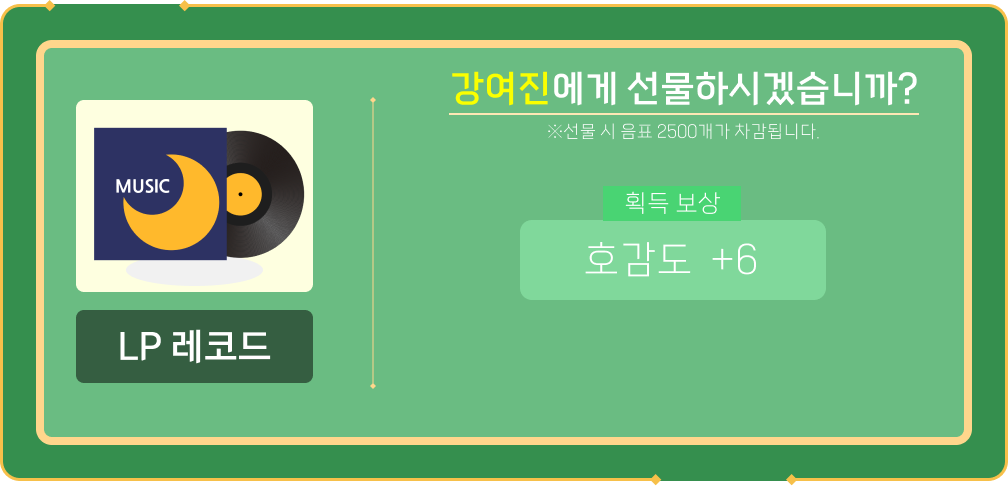 강여진에게 선물하시겠습니까?
※선물 시 음표 2500개가 차감됩니다.
MUSIC
획득 보상
호감도 +6
LP 레코드